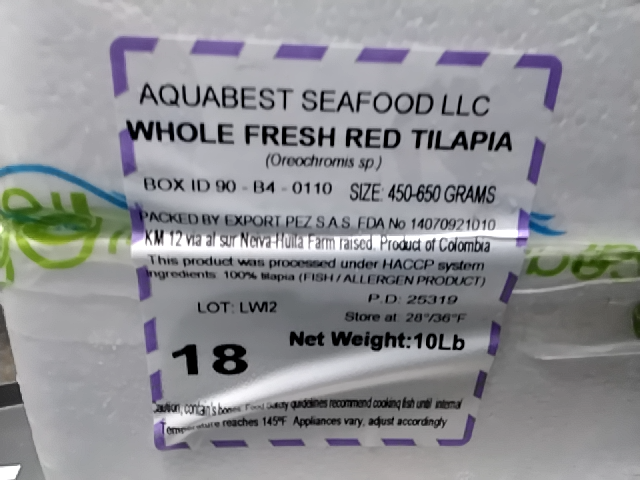 AQUABEST SEAFOOD LLC
WHOLE FRESH RED TILAPIA
(Oreochromis sp.)
BOX ID 90 - B4 - 0110 SIZE: 450-650 GRAMS
PACKED BY EXPORT PEZ S.A.S. FDA No 14070921010
KM 12 via al sur Neiva-Huila Farm raised. Product of Colombia
This product was processed under HACCP system
Ingredients: 100% tilapia (FISH / ALLERGEN PRODUCT)
P.D: 25319
LOT: LW12
Store at: 28°/36°F
Net Weight:10Lb
18
Caution, contain's bones. Food Safety guidelines recommend cooking fish until internal
Temperature reaches 145°F. Appliances vary, adjust accordingly